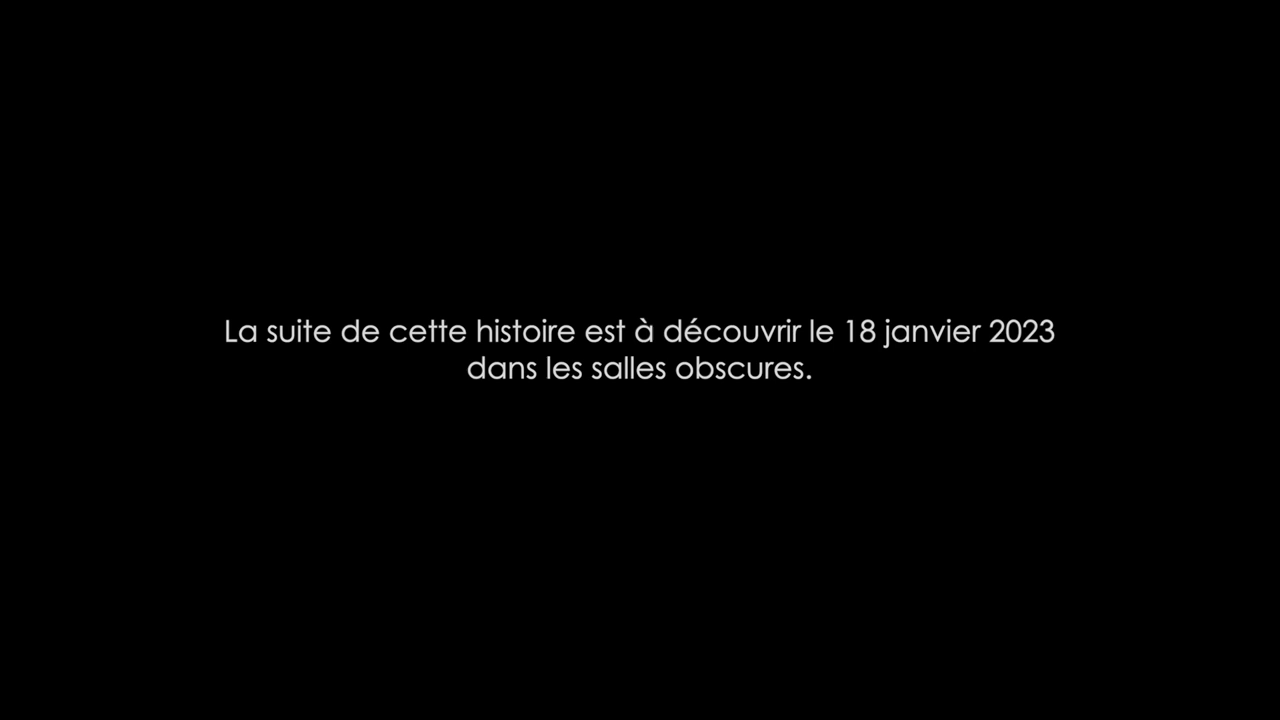 La suite de cette histoire est à découvrir le 18 janvier 2023
dans les salles obscures.